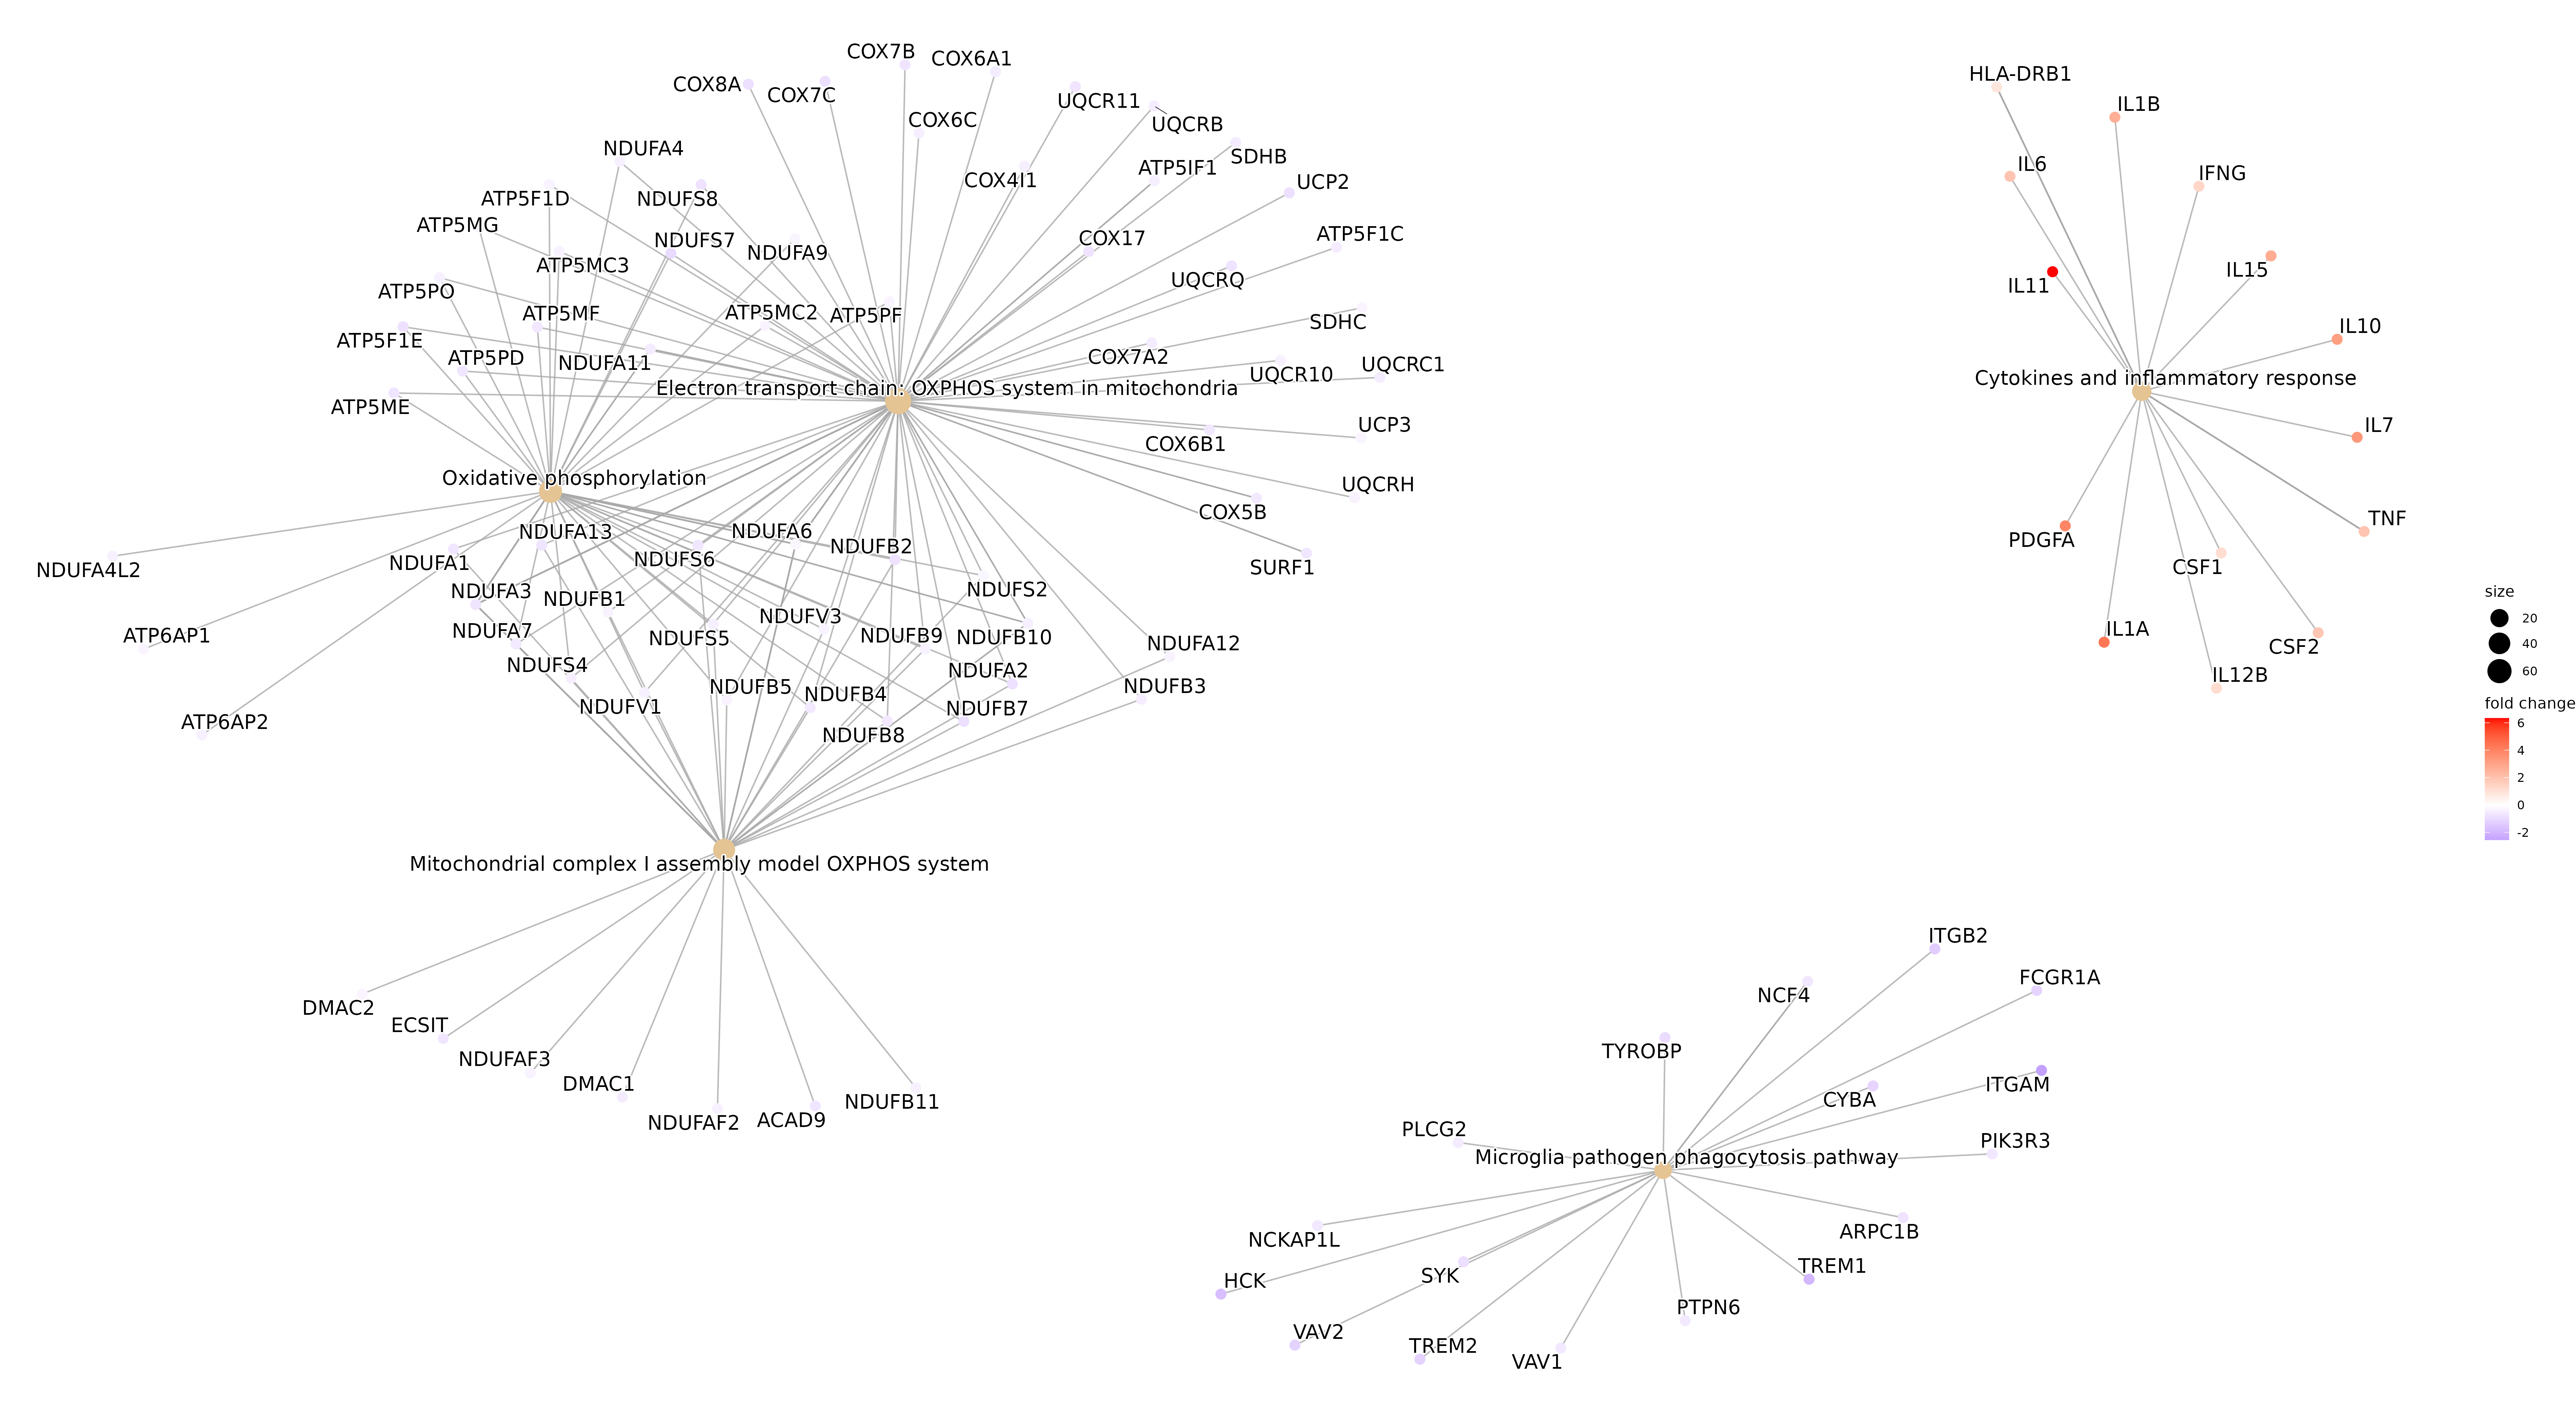 COX7B
COX6A1
COX8A
COX7C
UQCR11
COX6C
UQCRB
NDUFA4
SDHB
ATP5IF1
COX4I1
UCP2
ATP5F1D
NDUFS8
ATP5MG
NDUFS7
COX17
ATP5F1C
NDUFA9
ATP5MC3
UQCRQ
ATP5PO
ATP5MF
ATP5MC2
ATP5PF
SDHC
ATP5F1E
ATP5PD
NDUFA11
COX7A2
UQCRC1
UQCR10
Electron transport chain: OXPHOS system in mitochondria
ATP5ME
UCP3
COX6B1
Oxidative phosphorylation
UQCRH
COX5B
NDUFA13
NDUFA6
NDUFB2
NDUFS6
NDUFA1
NDUFA4L2
SURF1
NDUFA3
NDUFB1
NDUFS2
NDUFV3
NDUFA7
NDUFS5
NDUFB9
NDUFB10
NDUFA12
ATP6AP1
NDUFS4
NDUFA2
NDUFB5
NDUFB4
NDUFB3
NDUFV1
NDUFB7
ATP6AP2
NDUFB8
Mitochondrial complex I assembly model OXPHOS system
DMAC2
ECSIT
NDUFAF3
DMAC1
NDUFAF2
ACAD9
NDUFB11
HLA-DRB1
IL1B
IL6
IFNG
IL15
IL11
IL10
Cytokines and inflammatory response
IL7
TNF
PDGFA
CSF1
IL1A
CSF2
IL12B
ITGB2
FCGR1A
NCF4
TYROBP
ITGAM
CYBA
PLCG2
PIK3R3
Microglia pathogen phagocytosis pathway
ARPC1B
NCKAP1L
TREM1
SYK
HCK
PTPN6
VAV2
TREM2
VAV1
size
20
40
60
fold change
6
4
2
0
-2